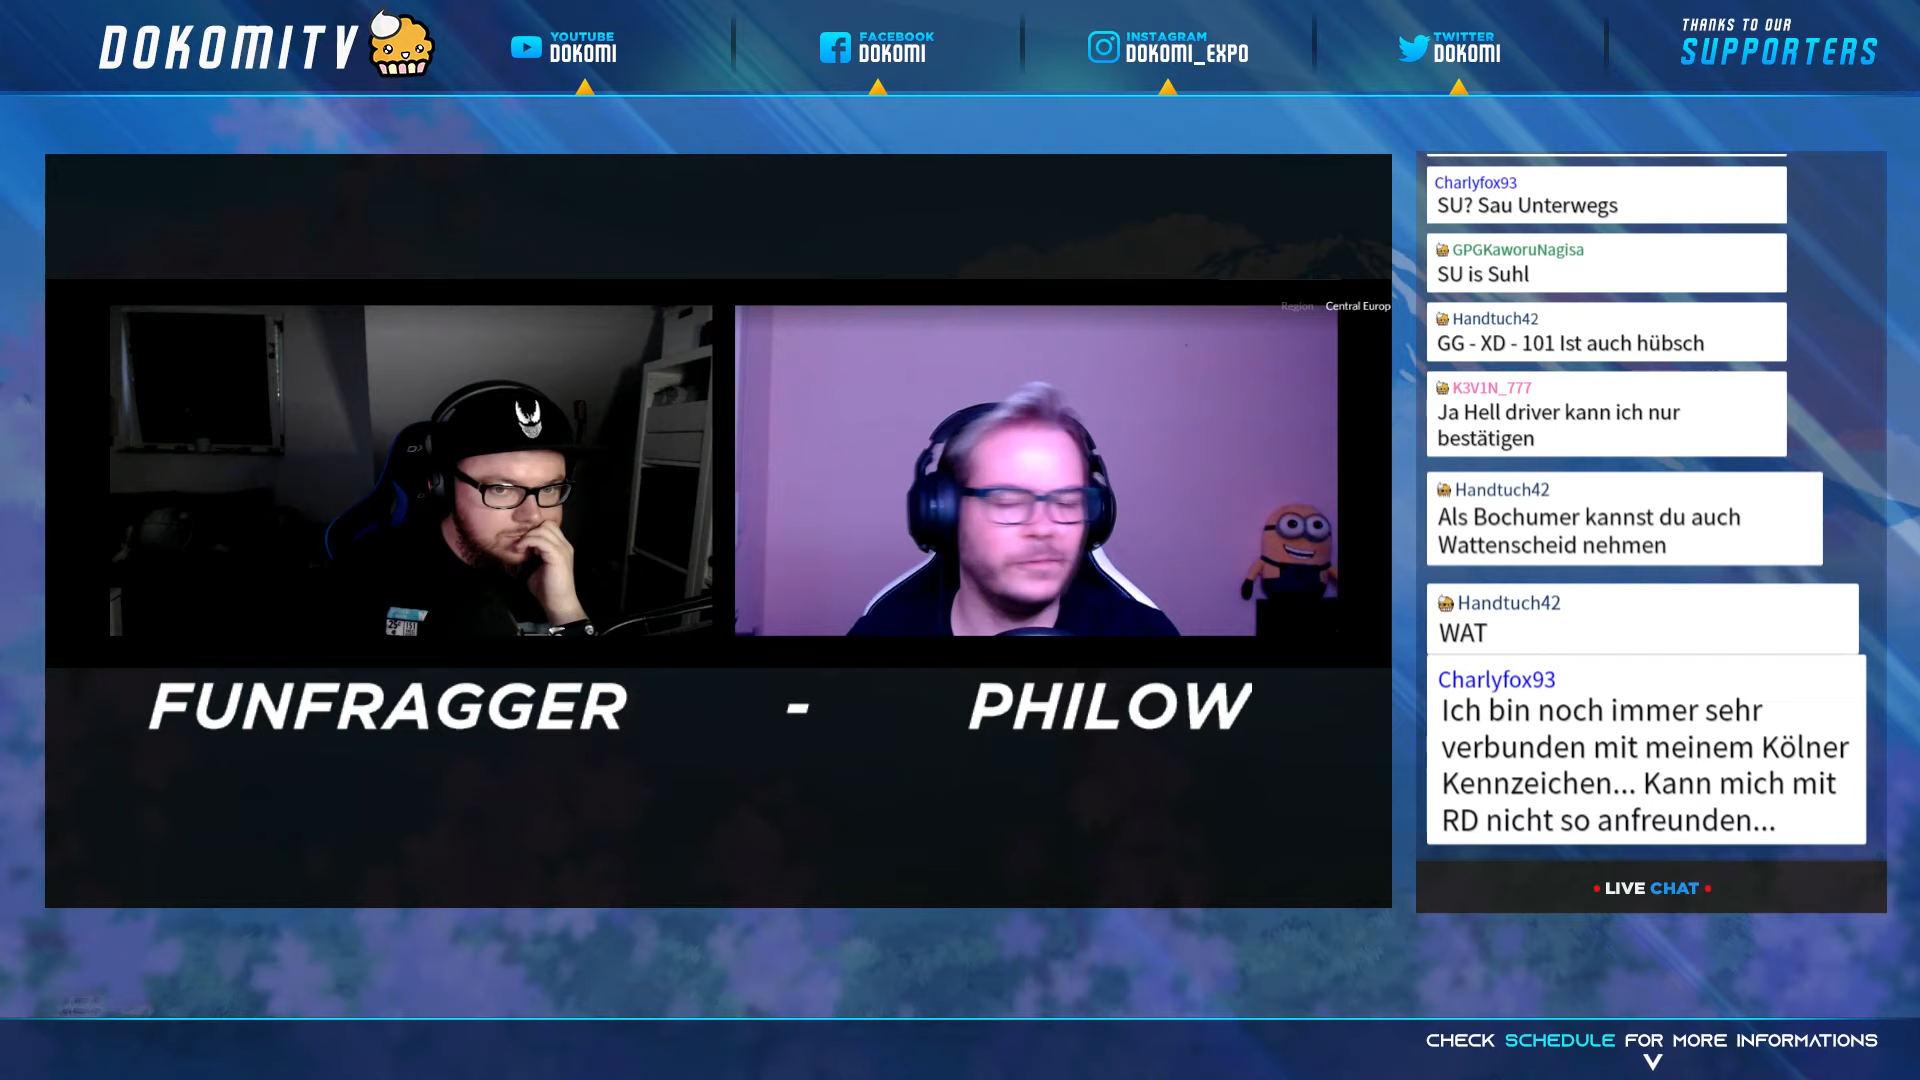 DOKOMITV
YOUTUBE
DOKOMI
FACEBOOK
DOKOMI
INSTAGRAM
DOKOMI_EXPO
TWITTER
DOKOMI
THANKS TO OUR
SUPPORTERS
Region Central Europ
FUNFRAGGER - PHILOW
Charlyfox93
SU? Sau Unterwegs
GPGKaworuNagisa
SU is Suhl
Handtuch42
GG - XD - 101 Ist auch hübsch
K3V1N_777
Ja Hell driver kann ich nur
bestätigen
Handtuch42
Als Bochumer kannst du auch
Wattenscheid nehmen
Handtuch42
WAT
Charlyfox93
Ich bin noch immer sehr
verbunden mit meinem Kölner
Kennzeichen... Kann mich mit
RD nicht so anfreunden...
• LIVE CHAT •
CHECK SCHEDULE FOR MORE INFORMATIONS